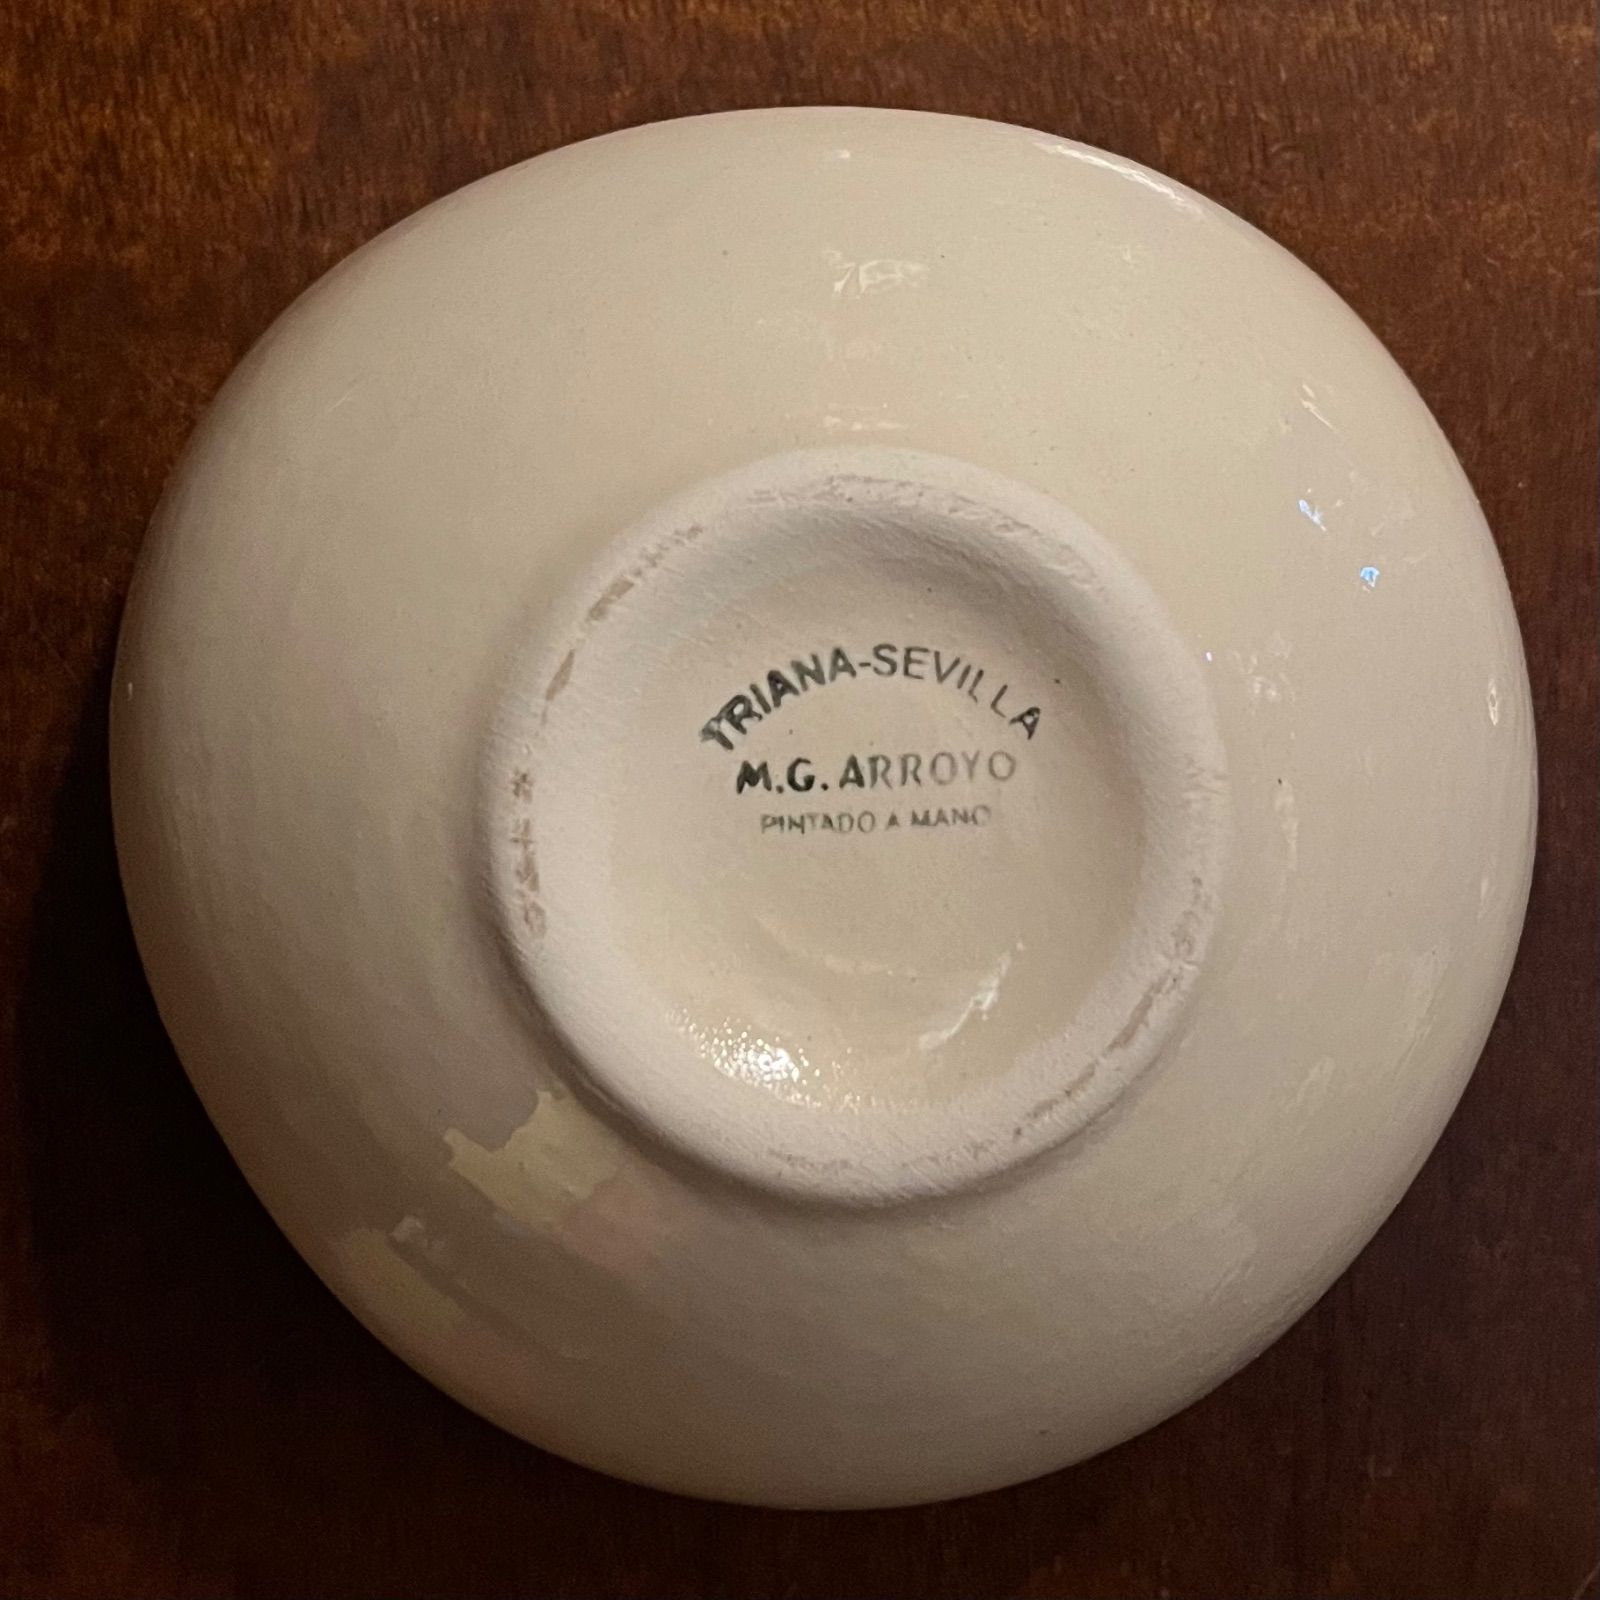 TRIANA-SEVILLA
M.G. ARROYO
PINTADO A MANO